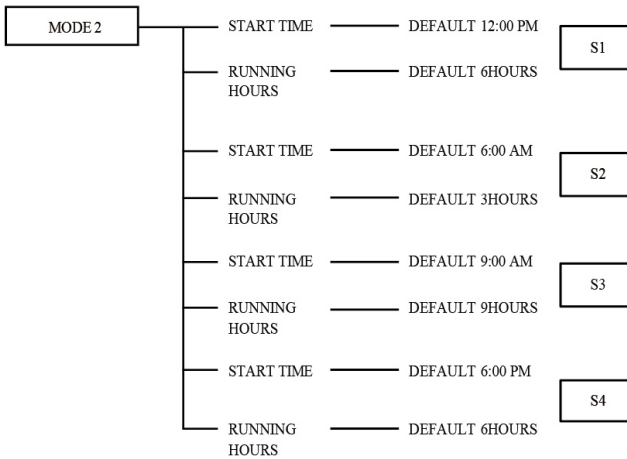 MODE 2
START TIME
DEFAULT 12:00 PM
S1
RUNNING
HOURS
DEFAULT 6HOURS
START TIME
DEFAULT 6:00 AM
S2
RUNNING
HOURS
DEFAULT 3HOURS
START TIME
DEFAULT 9:00 AM
S3
RUNNING
HOURS
DEFAULT 9HOURS
START TIME
DEFAULT 6:00 PM
S4
RUNNING
HOURS
DEFAULT 6HOURS